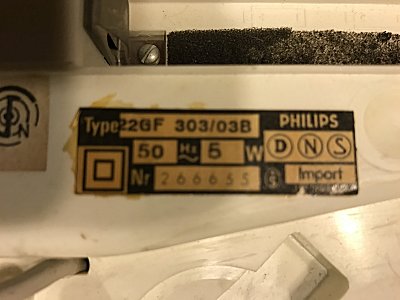 Type 22GF 303/03B PHILIPS
50 Hz 5 W D N S
Nr 266655 Import
N